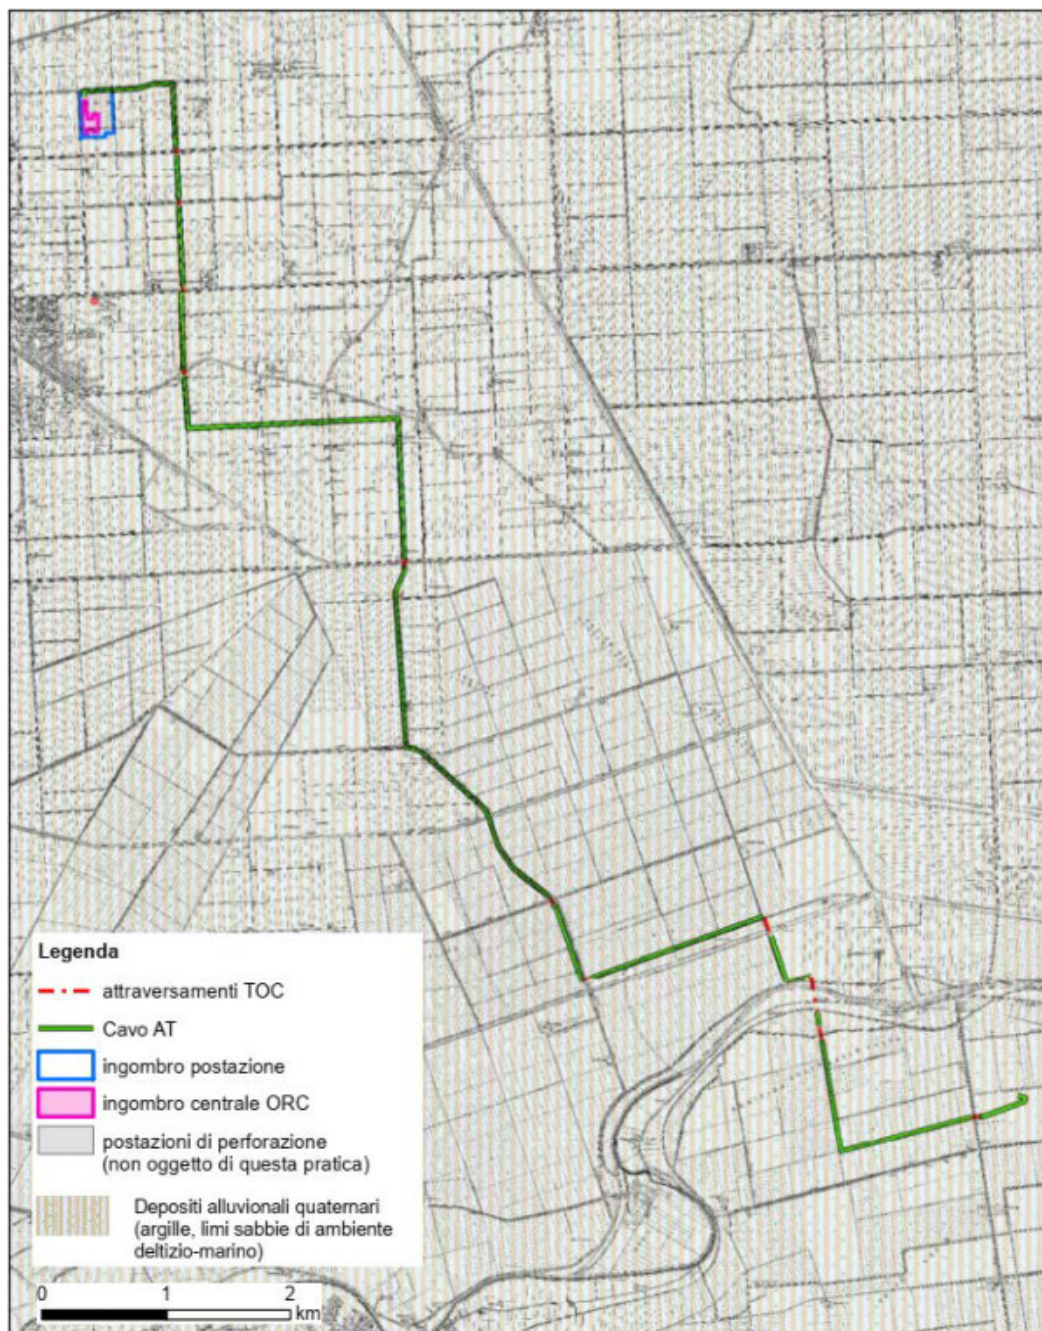 Legenda
attraversamenti TOC
Cavo AT
ingombro postazione
ingombro centrale ORC
postazioni di perforazione
(non oggetto di questa pratica)
Depositi alluvionali quaternari
(argille, limi sabbie di ambiente
deltizio-marino)
0 1 2
km